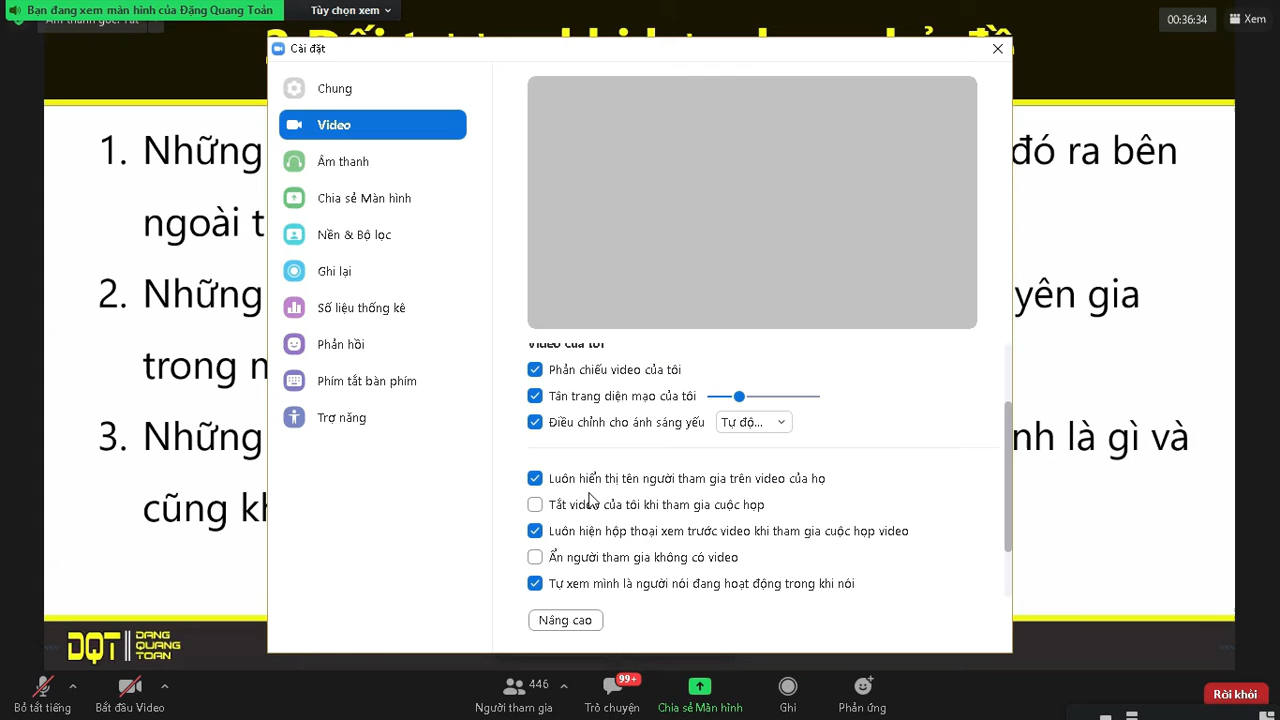 Bạn đang xem màn hình của Đặng Quang Toản
Tùy chọn xem
Âm thanh gốc: Tắt
00:36:34
Xem
Cài đặt
Chung
Video
Âm thanh
Chia sẻ Màn hình
Nền & Bộ lọc
Ghi lại
Số liệu thống kê
Phản hồi
Phím tắt bàn phím
Trợ năng
Video của tôi
Phản chiếu video của tôi
Tân trang diện mạo của tôi
Điều chỉnh cho ánh sáng yếu
Tự độ...
Luôn hiển thị tên người tham gia trên video của họ
Tắt video của tôi khi tham gia cuộc họp
Luôn hiện hộp thoại xem trước video khi tham gia cuộc họp video
Ẩn người tham gia không có video
Tự xem mình là người nói đang hoạt động trong khi nói
Nâng cao
1. Những đó ra bên
ngoài t
2. Những yên gia
trong m
3. Những nh là gì và
cũng kh
DQT
DANG
QUANG
TOAN
Bỏ tắt tiếng
Bắt đầu Video
446
Người tham gia
99+
Trò chuyện
Chia sẻ Màn hình
Ghi
Phản ứng
Rời khỏi